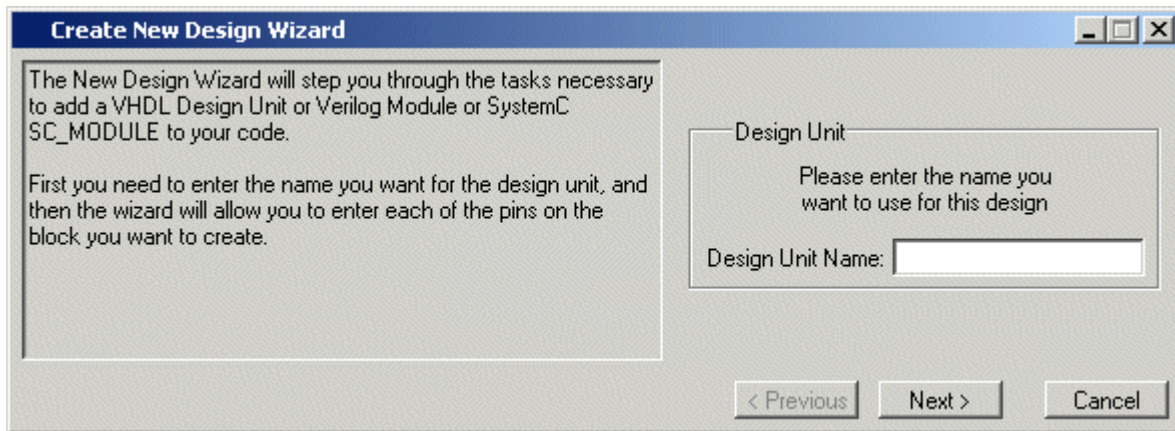 Create New Design Wizard
The New Design Wizard will step you through the tasks necessary
to add a VHDL Design Unit or Verilog Module or SystemC
SC_MODULE to your code.
First you need to enter the name you want for the design unit, and
then the wizard will allow you to enter each of the pins on the
block you want to create.
Design Unit
Please enter the name you
want to use for this design
Design Unit Name:
< Previous
Next >
Cancel